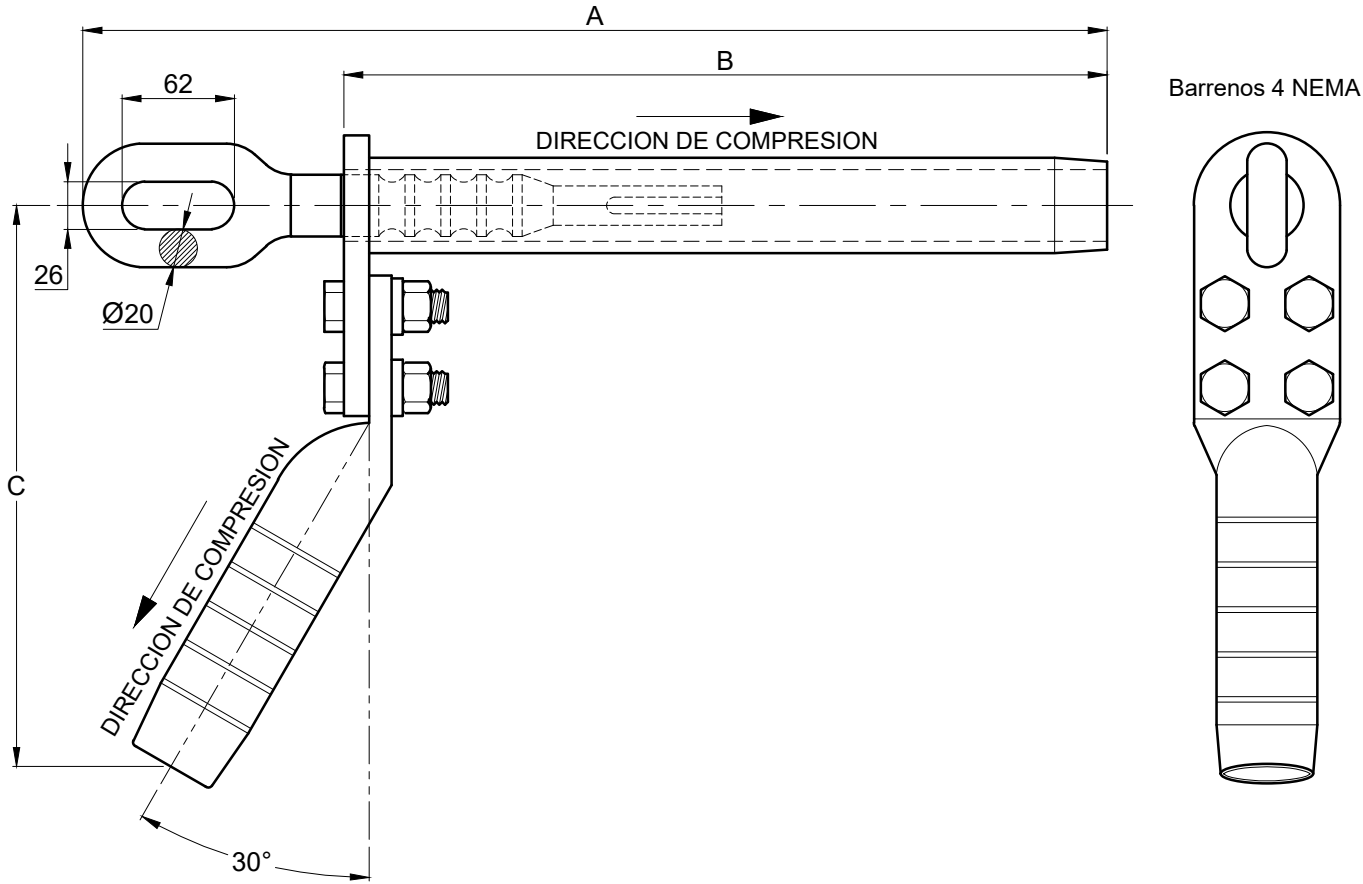 A
B
62
Barrenos 4 NEMA
DIRECCION DE COMPRESION
26
Ø20
C
DIRECCION DE COMPRESION
30°